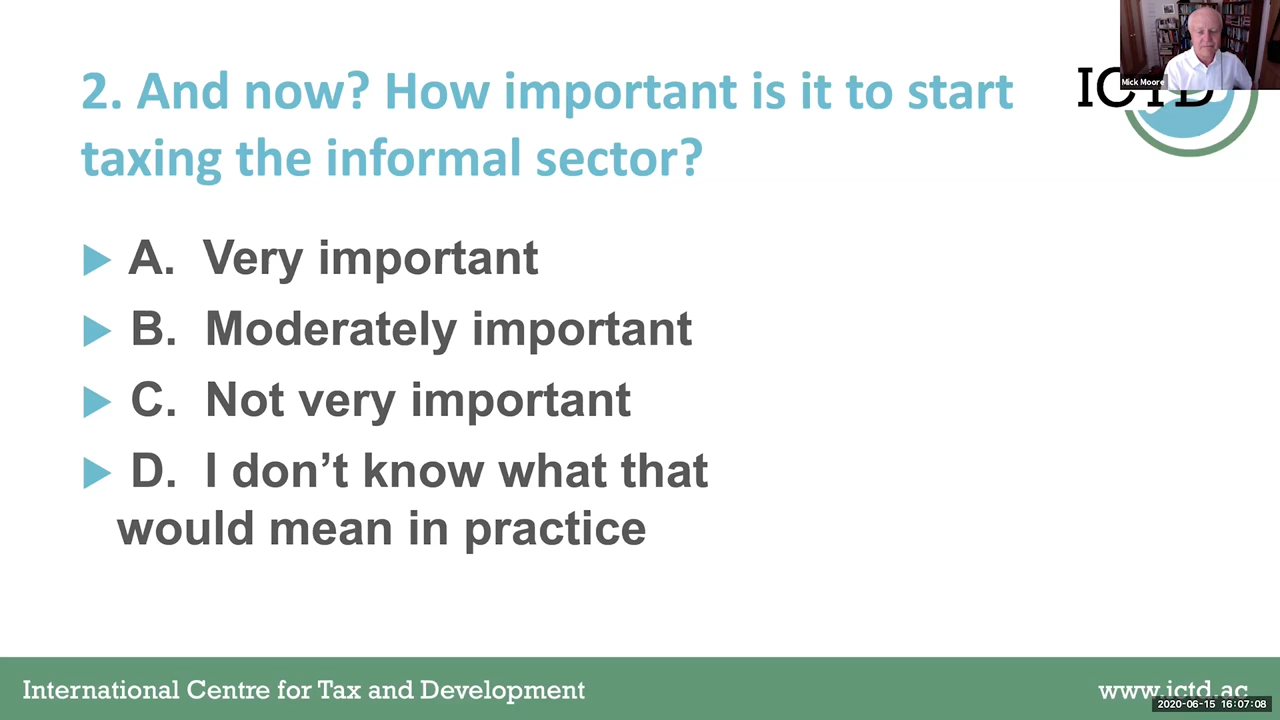 2. And now? How important is it to start
taxing the informal sector?
Mick Moore
ICTD
▶ A. Very important
▶ B. Moderately important
▶ C. Not very important
▶ D. I don’t know what that
would mean in practice
International Centre for Tax and Development
www.ictd.ac
2020-06-15 16:07:08